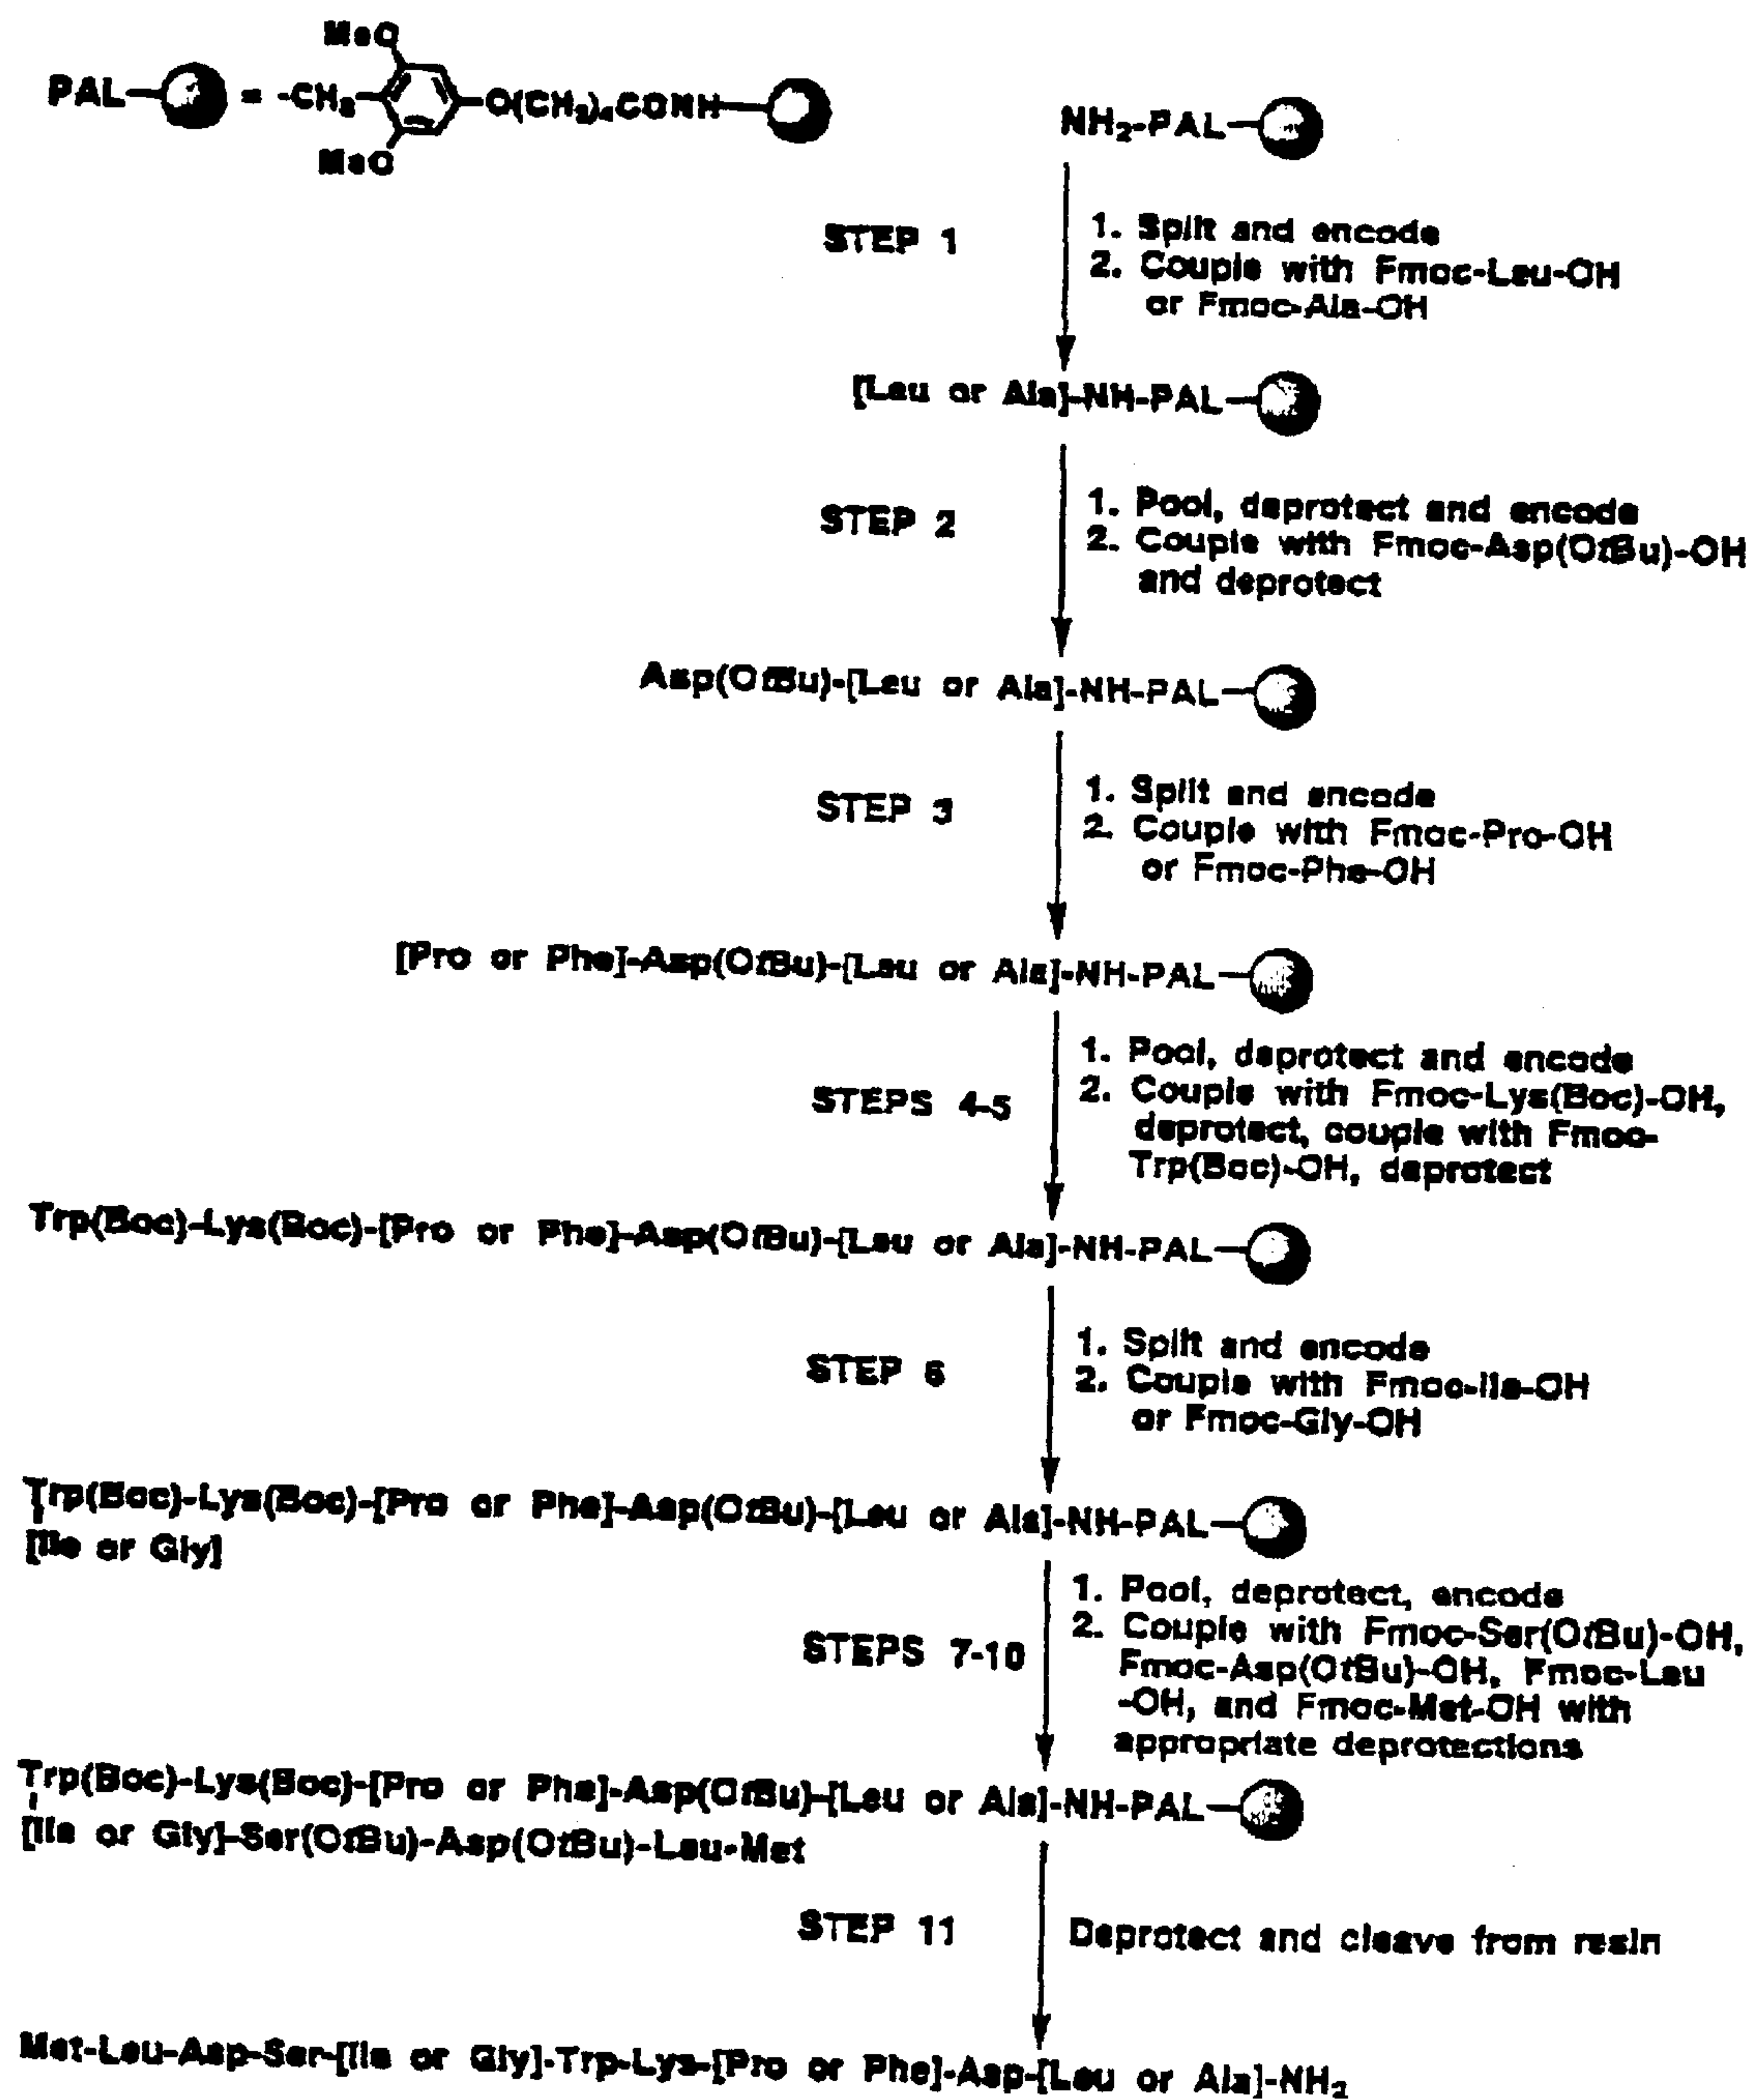 MeO
PAL = -CH2- O(CH2)4CONH
MeO
NH2-PAL
STEP 1
1. Split and encode
2. Couple with Fmoc-Leu-OH
or Fmoc-Ala-OH
[Leu or Ala]-NH-PAL
STEP 2
1. Pool, deprotect and encode
2. Couple with Fmoc-Asp(OtBu)-OH
and deprotect
Asp(OtBu)-[Leu or Ala]-NH-PAL
STEP 3
1. Split and encode
2. Couple with Fmoc-Pro-OH
or Fmoc-Phe-OH
[Pro or Phe]-Asp(OtBu)-[Leu or Ala]-NH-PAL
STEPS 4-5
1. Pool, deprotect and encode
2. Couple with Fmoc-Lys(Boc)-OH,
deprotect, couple with Fmoc-
Trp(Boc)-OH, deprotect
Trp(Boc)-Lys(Boc)-[Pro or Phe]-Asp(OtBu)-[Leu or Ala]-NH-PAL
STEP 6
1. Split and encode
2. Couple with Fmoc-Ile-OH
or Fmoc-Gly-OH
Trp(Boc)-Lys(Boc)-[Pro or Phe]-Asp(OtBu)-[Leu or Ala]-NH-PAL
[Ile or Gly]
STEPS 7-10
1. Pool, deprotect, encode
2. Couple with Fmoc-Ser(OtBu)-OH,
Fmoc-Asp(OtBu)-OH, Fmoc-Leu
-OH, and Fmoc-Met-OH with
appropriate deprotections
Trp(Boc)-Lys(Boc)-[Pro or Phe]-Asp(OtBu)-[Leu or Ala]-NH-PAL
[Ile or Gly]-Ser(OtBu)-Asp(OtBu)-Leu-Met
STEP 11
Deprotect and cleave from resin
Met-Leu-Asp-Ser-[Ile or Gly]-Trp-Lys-[Pro or Phe]-Asp-[Leu or Ala]-NH2